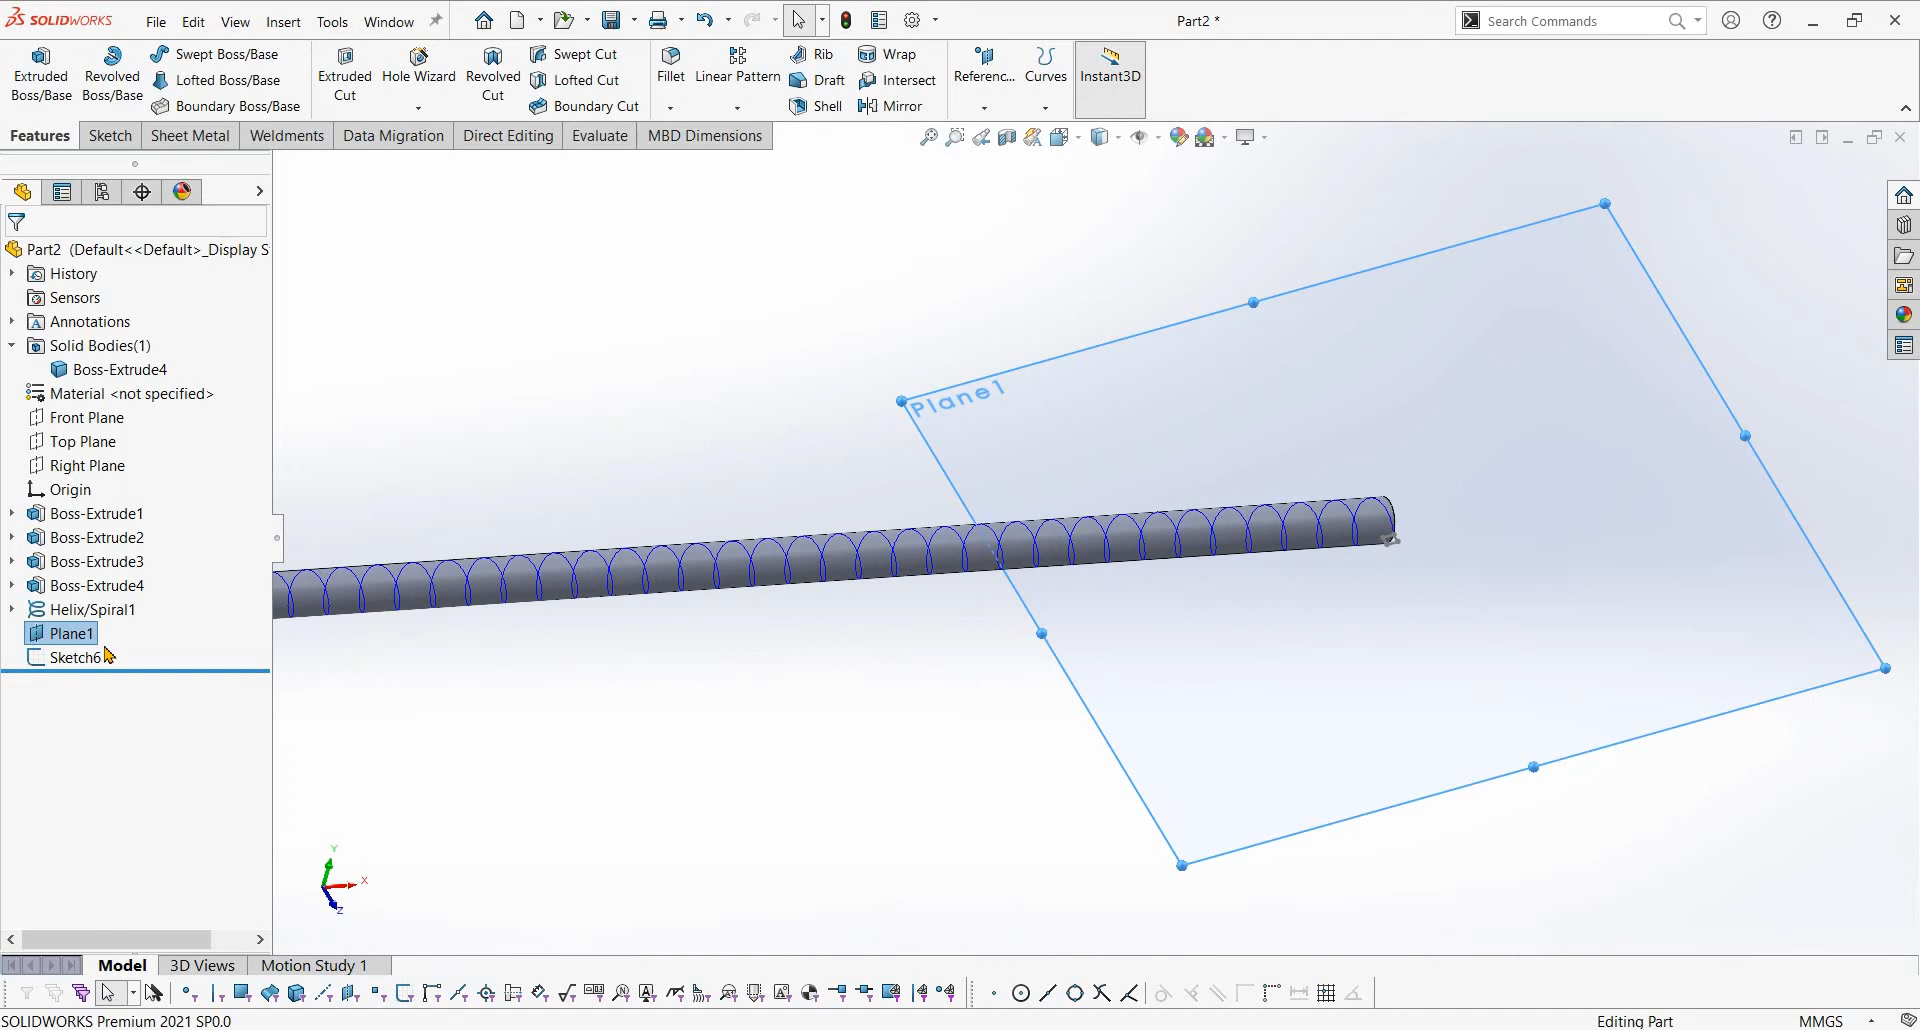 SOLIDWORKS File Edit View Insert Tools Window Part2 * Search Commands
Extruded Boss/Base
Revolved Boss/Base
Swept Boss/Base
Lofted Boss/Base
Boundary Boss/Base
Extruded Cut
Hole Wizard
Revolved Cut
Swept Cut
Lofted Cut
Boundary Cut
Fillet
Linear Pattern
Rib
Draft
Shell
Wrap
Intersect
Mirror
Referenc...
Curves
Instant3D
Features Sketch Sheet Metal Weldments Data Migration Direct Editing Evaluate MBD Dimensions
Part2 (Default<<Default>_Display S
History
Sensors
Annotations
Solid Bodies(1)
Boss-Extrude4
Material <not specified>
Front Plane
Top Plane
Right Plane
Origin
Boss-Extrude1
Boss-Extrude2
Boss-Extrude3
Boss-Extrude4
Helix/Spiral1
Plane1
Sketch6
Plane1
Y
X
Z
Model 3D Views Motion Study 1
SOLIDWORKS Premium 2021 SP0.0 Editing Part MMGS